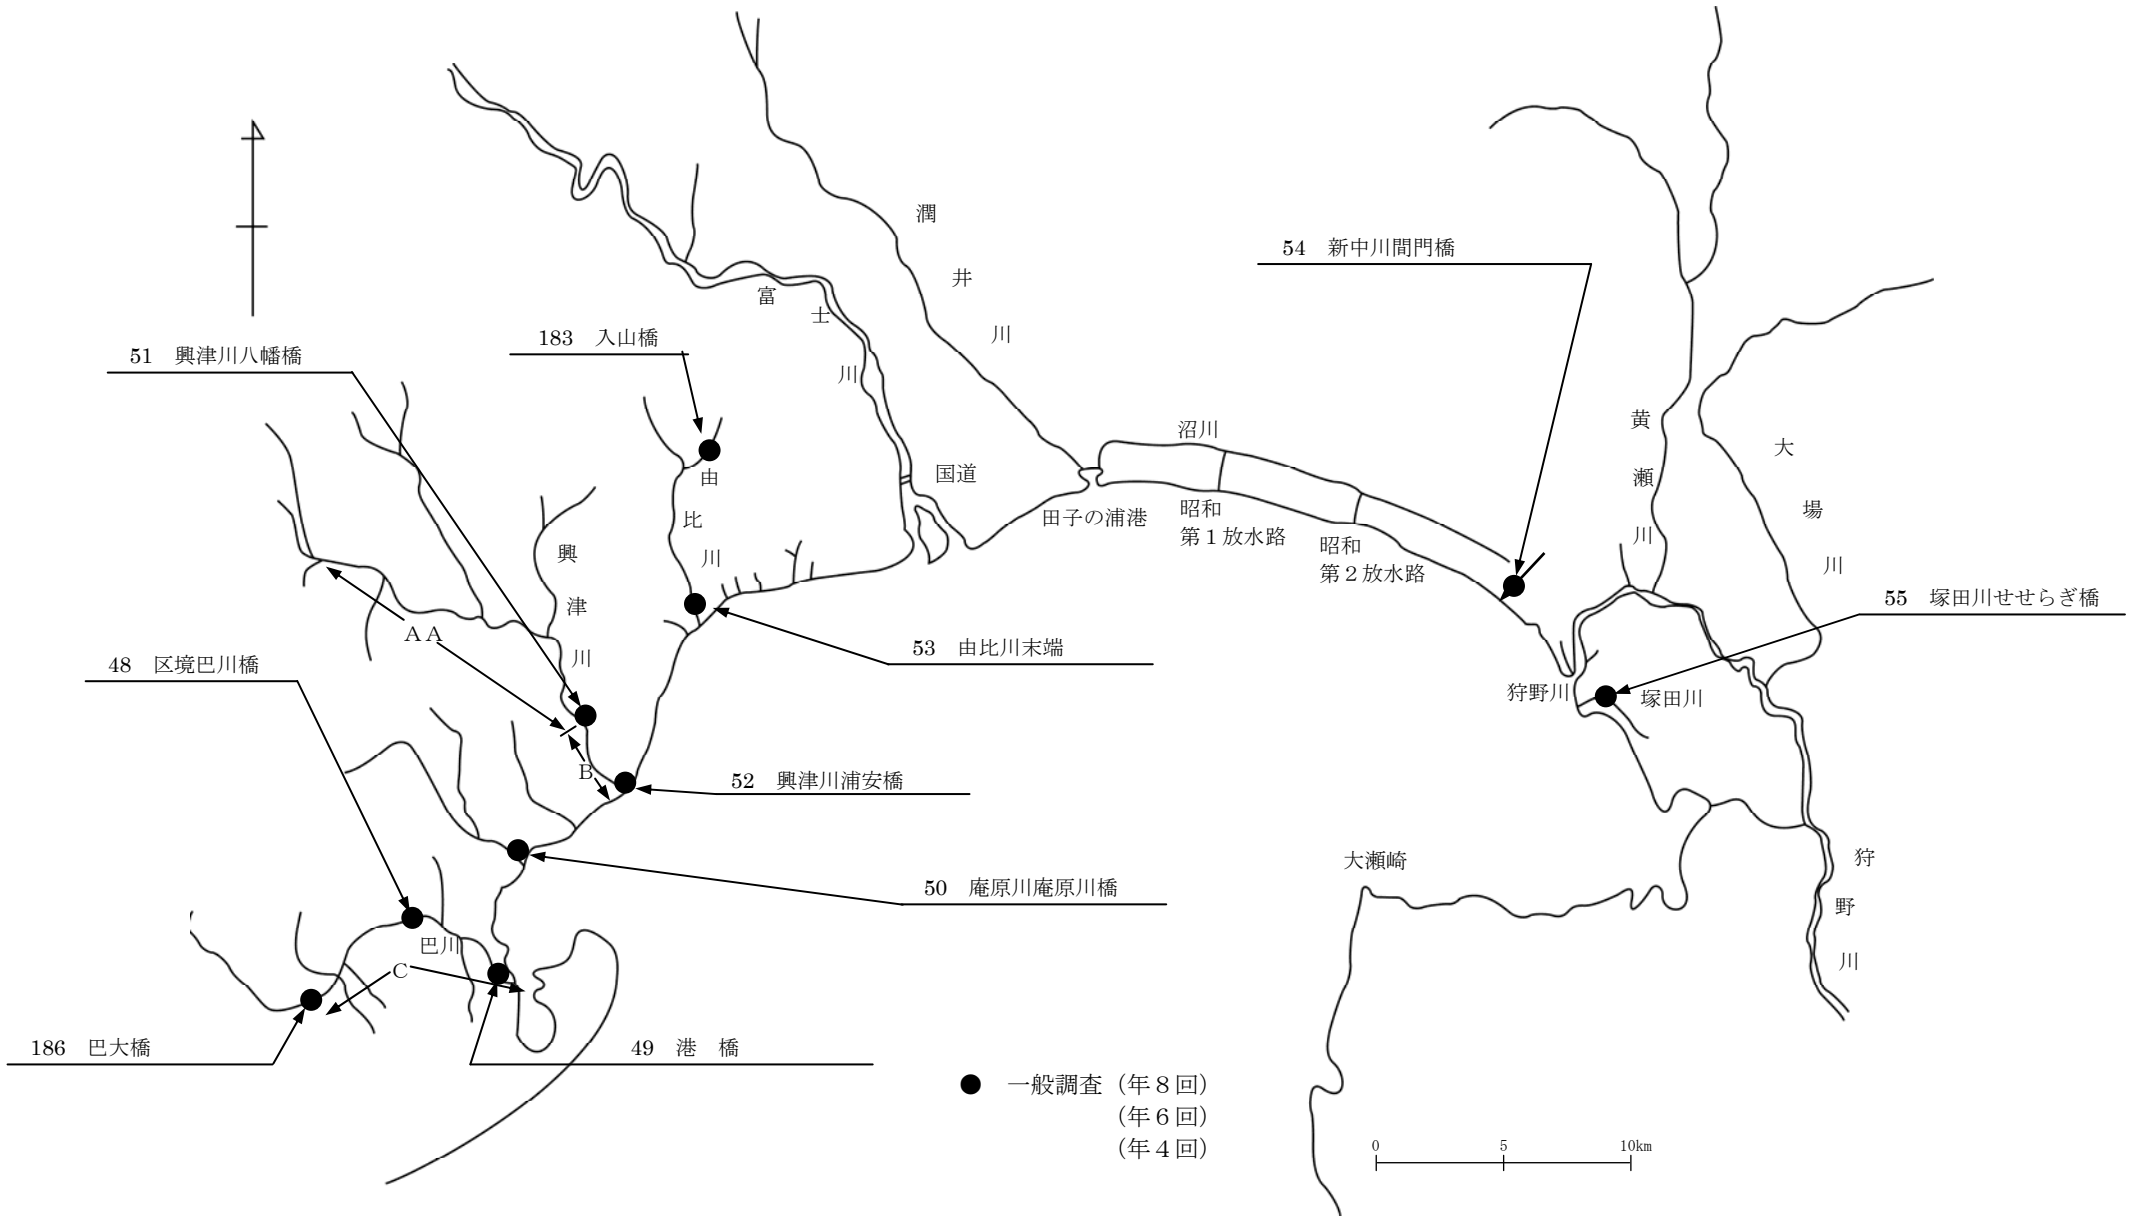 潤井川
54 新中川間門橋
富士川
183 入山橋
51 興津川八幡橋
黄瀬川
大場川
沼川
国道
由比川
田子の浦港
昭和
第1放水路
昭和
第2放水路
興津川
55 塚田川せせらぎ橋
AA
53 由比川末端
48 区境巴川橋
狩野川
塚田川
B
52 興津川浦安橋
大瀬崎
狩野川
50 庵原川庵原川橋
巴川
C
186 巴大橋
49 港 橋
● 一般調査(年8回)
(年6回)
(年4回)
0 5 10km